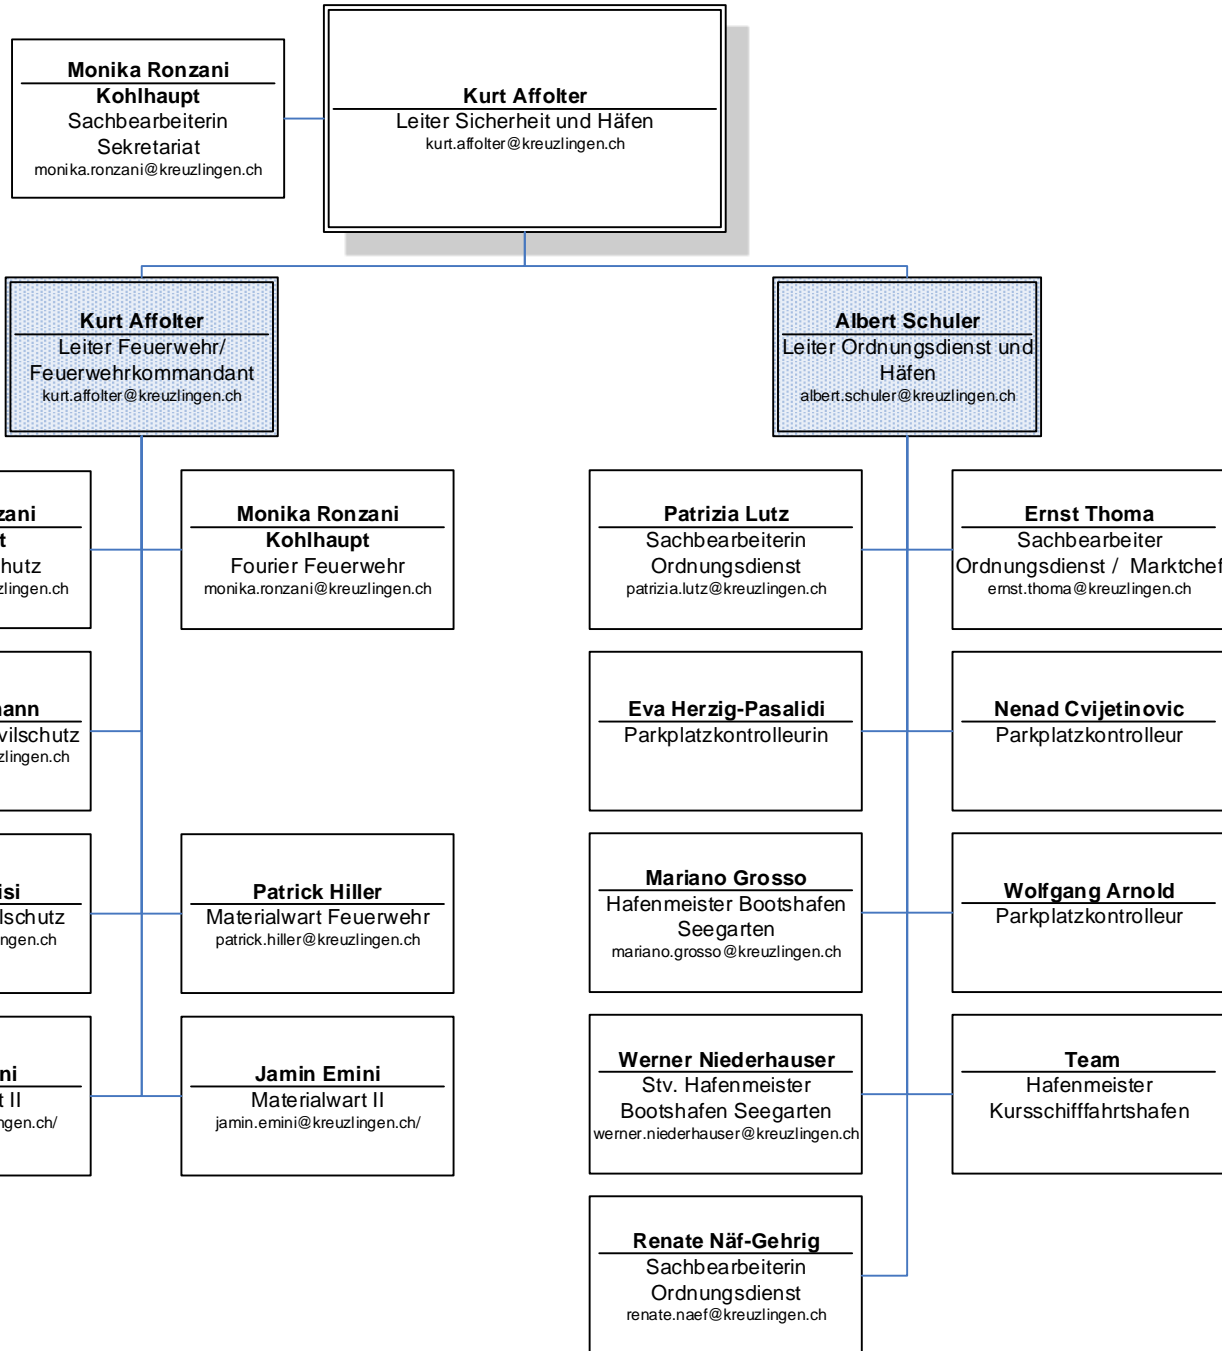 Monika Ronzani
Kohlhaupt
Sachbearbeiterin
Sekretariat
monika.ronzani@kreuzlingen.ch
Kurt Affolter
Leiter Sicherheit und Häfen
kurt.affolter@kreuzlingen.ch
Kurt Affolter
Leiter Feuerwehr/
Feuerwehrkommandant
kurt.affolter@kreuzlingen.ch
Albert Schuler
Leiter Ordnungsdienst und
Häfen
albert.schuler@kreuzlingen.ch
Monika Ronzani
Kohlhaupt
Fourier Feuerwehr
monika.ronzani@kreuzlingen.ch
Patrizia Lutz
Sachbearbeiterin
Ordnungsdienst
patrizia.lutz@kreuzlingen.ch
Ernst Thoma
Sachbearbeiter
Ordnungsdienst / Marktchef
ernst.thoma@kreuzlingen.ch
Eva Herzig-Pasalidi
Parkplatzkontrolleurin
Nenad Cvijetinovic
Parkplatzkontrolleur
Patrick Hiller
Materialwart Feuerwehr
patrick.hiller@kreuzlingen.ch
Mariano Grosso
Hafenmeister Bootshafen
Seegarten
mariano.grosso@kreuzlingen.ch
Wolfgang Arnold
Parkplatzkontrolleur
II
Jamin Emini
Materialwart II
jamin.emini@kreuzlingen.ch/
Werner Niederhauser
Stv. Hafenmeister
Bootshafen Seegarten
werner.niederhauser@kreuzlingen.ch
Team
Hafenmeister
Kursschifffahrtshafen
Renate Näf-Gehrig
Sachbearbeiterin
Ordnungsdienst
renate.naef@kreuzlingen.ch